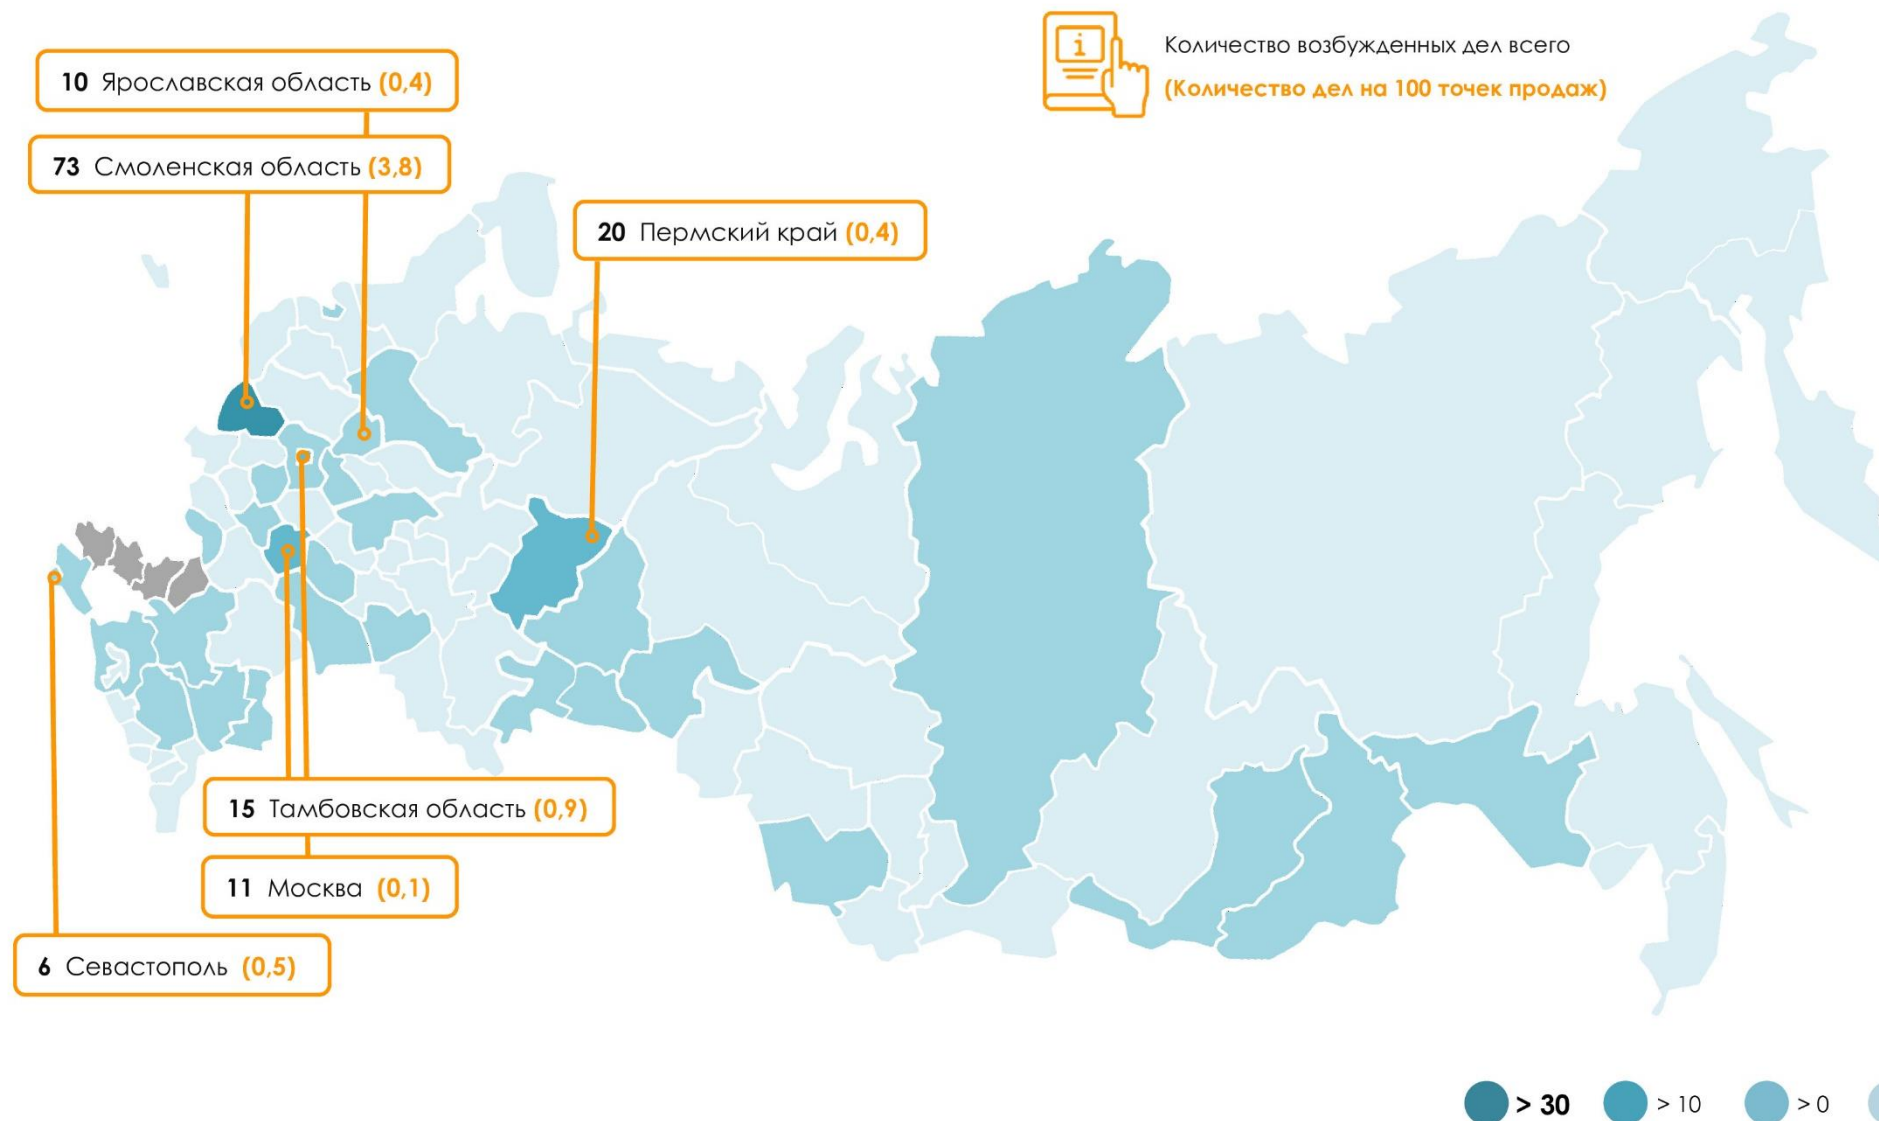 Количество возбужденных дел всего
(Количество дел на 100 точек продаж)
10 Ярославская область (0,4)
73 Смоленская область (3,8)
20 Пермский край (0,4)
15 Тамбовская область (0,9)
11 Москва (0,1)
6 Севастополь (0,5)
> 30 > 10 > 0